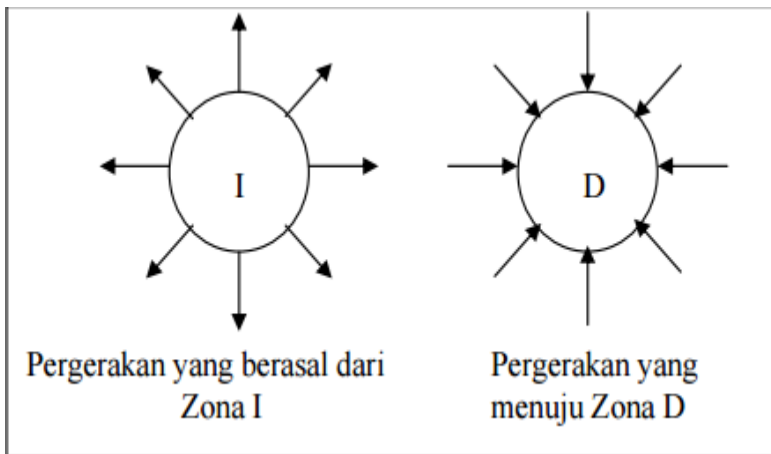 I
D
Pergerakan yang berasal dari
Zona I
Pergerakan yang
menuju Zona D